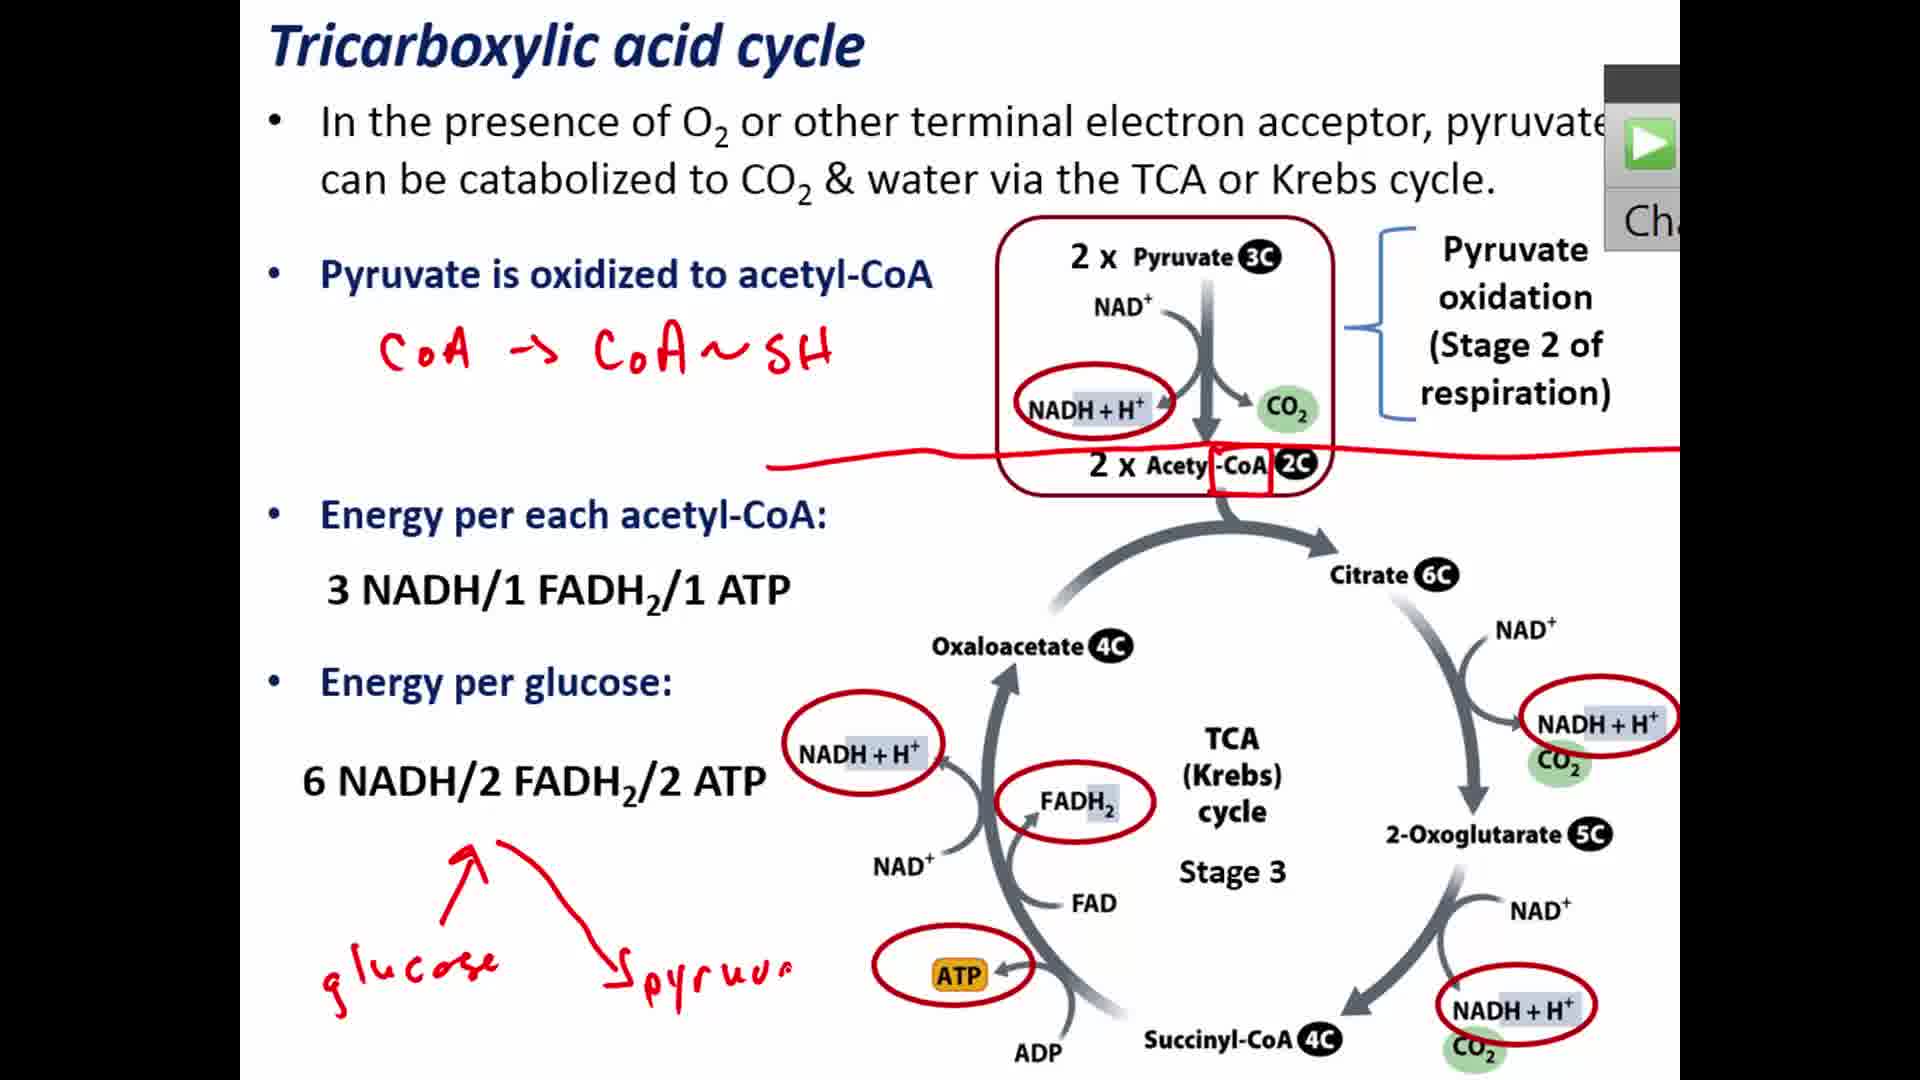 Tricarboxylic acid cycle
• In the presence of O₂ or other terminal electron acceptor, pyruvate
can be catabolized to CO₂ & water via the TCA or Krebs cycle.
• Pyruvate is oxidized to acetyl-CoA
CoA → CoA ~ SH
• Energy per each acetyl-CoA:
3 NADH/1 FADH₂/1 ATP
• Energy per glucose:
6 NADH/2 FADH₂/2 ATP
glucose
2 x Pyruvate 3C
NAD⁺
NADH + H⁺
CO₂
2 x Acety -CoA 2C
Pyruvate
oxidation
(Stage 2 of
respiration)
Citrate 6C
NAD⁺
NADH + H⁺
CO₂
2-Oxoglutarate 5C
NAD⁺
NADH + H⁺
CO₂
Succinyl-CoA 4C
ADP
ATP
FAD
FADH₂
NAD⁺
NADH + H⁺
Oxaloacetate 4C
TCA
(Krebs)
cycle
Stage 3